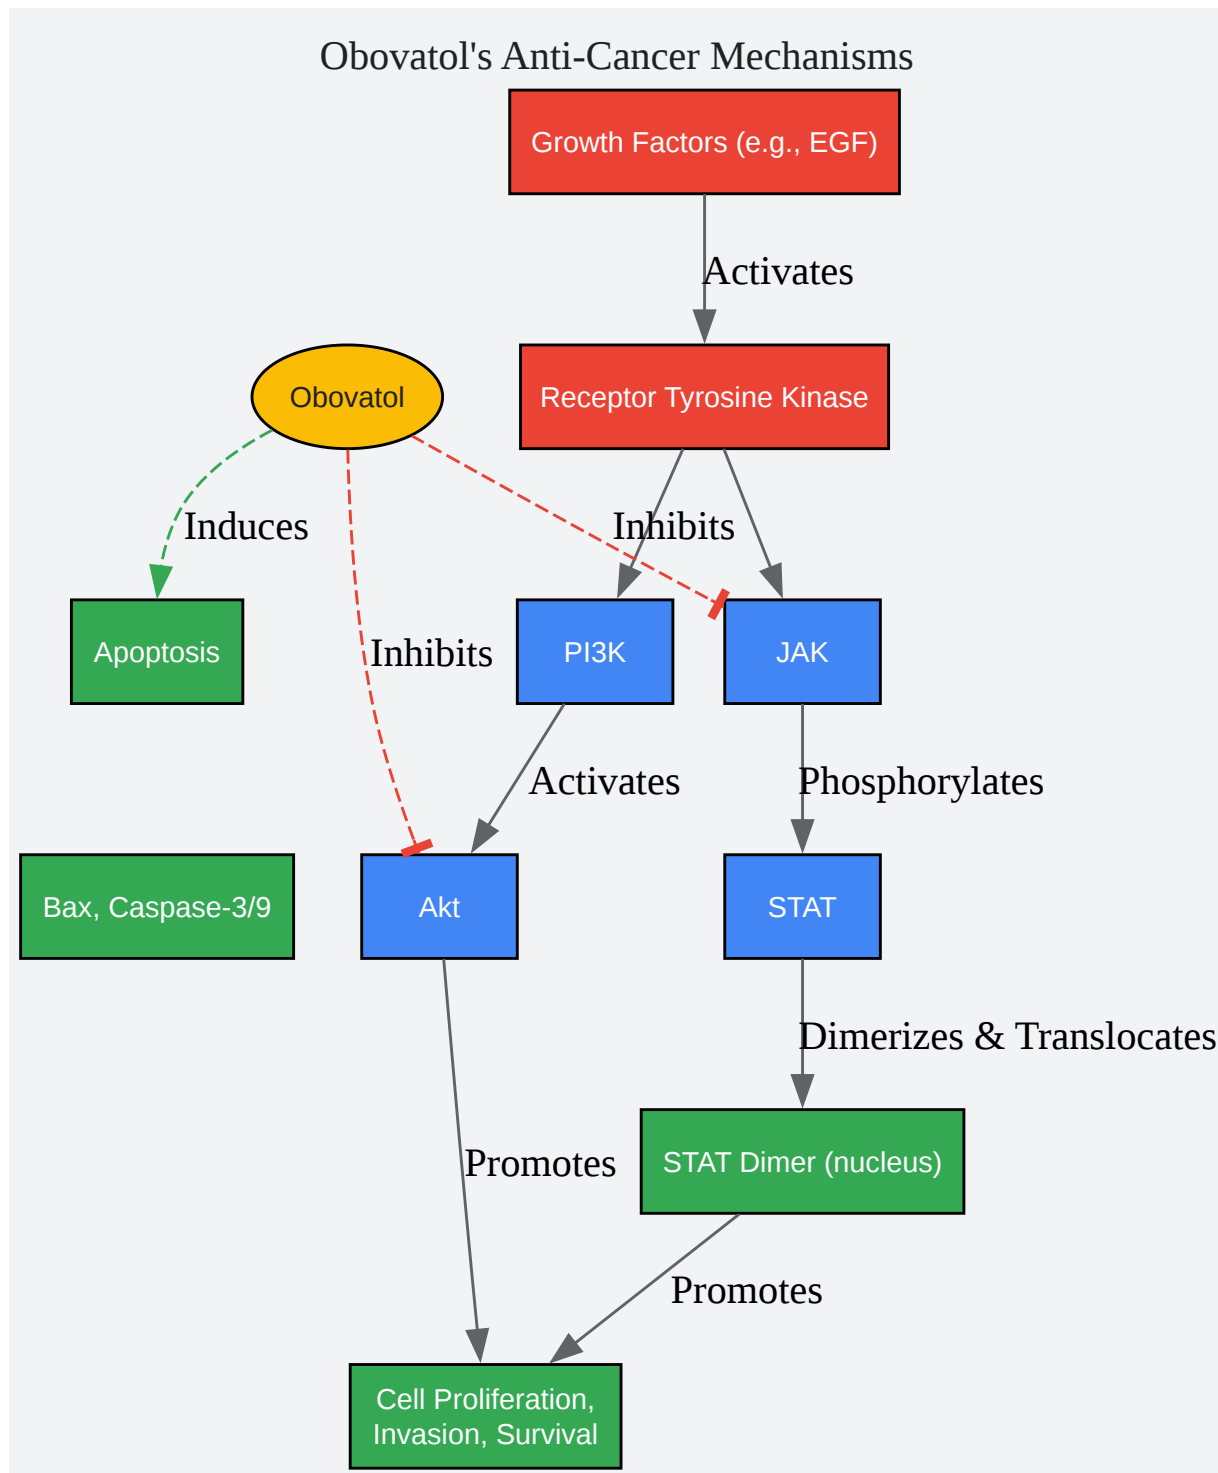 Obovatol's Anti-Cancer Mechanisms
Growth Factors (e.g., EGF)
Activates
Obovatol
Receptor Tyrosine Kinase
Induces
Inhibits
Apoptosis
Inhibits
PI3K
JAK
Activates
Phosphorylates
Bax, Caspase-3/9
Akt
STAT
Dimerizes & Translocates
Promotes
STAT Dimer (nucleus)
Promotes
Cell Proliferation,
Invasion, Survival